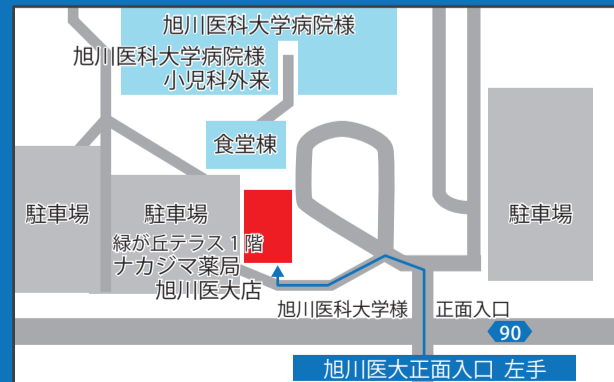 旭川医科大学病院様
旭川医科大学病院様
小児科外来
食堂棟
駐車場
駐車場
駐車場
緑が丘テラス1階
ナカジマ薬局
旭川医大店
旭川医科大学様 正面入口
90
旭川医大正面入口 左手